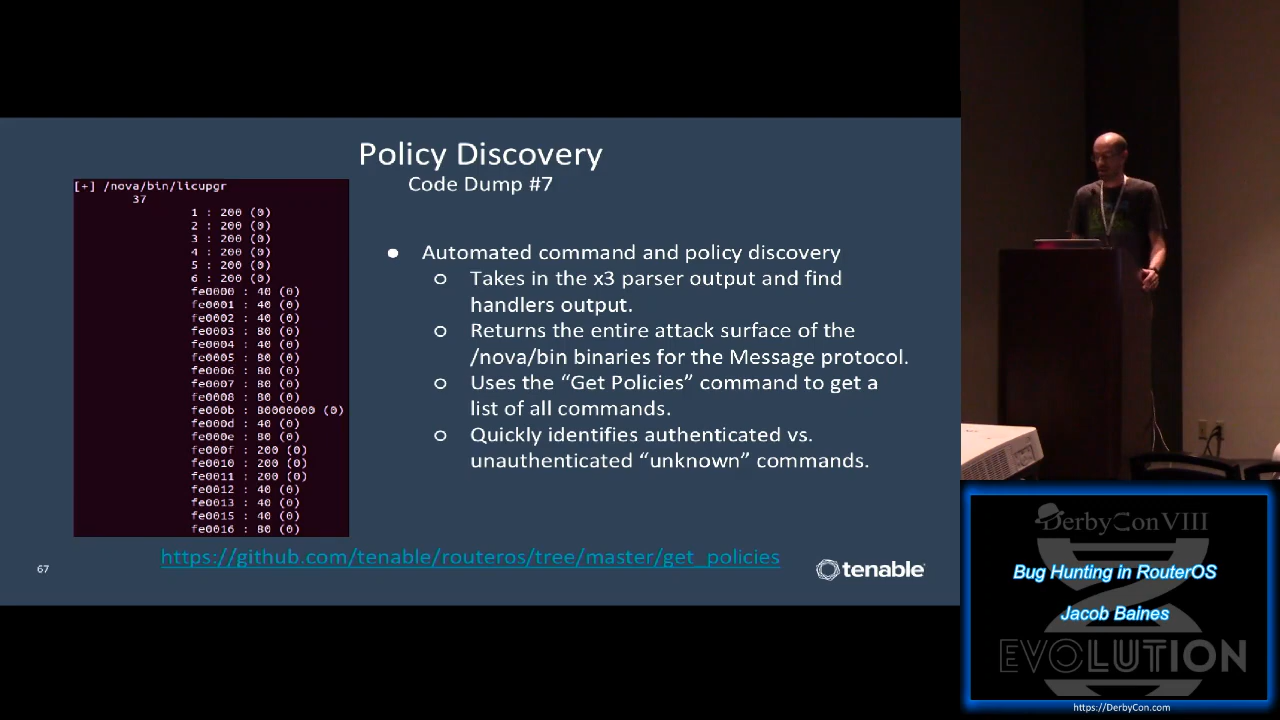 Policy Discovery
Code Dump #7
[+] /nova/bin/licupgr
37
1 : 200 (0)
2 : 200 (0)
3 : 200 (0)
4 : 200 (0)
5 : 200 (0)
6 : 200 (0)
fe0000 : 40 (0)
fe0001 : 40 (0)
fe0002 : 40 (0)
fe0003 : 80 (0)
fe0004 : 40 (0)
fe0005 : 80 (0)
fe0006 : 80 (0)
fe0007 : 80 (0)
fe0008 : 80 (0)
fe000b : 80000000 (0)
fe000d : 40 (0)
fe000e : 80 (0)
fe000f : 200 (0)
fe0010 : 200 (0)
fe0011 : 200 (0)
fe0012 : 40 (0)
fe0013 : 40 (0)
fe0015 : 40 (0)
fe0016 : 80 (0)
● Automated command and policy discovery
○ Takes in the x3 parser output and find
handlers output.
○ Returns the entire attack surface of the
/nova/bin binaries for the Message protocol.
○ Uses the “Get Policies” command to get a
list of all commands.
○ Quickly identifies authenticated vs.
unauthenticated “unknown” commands.
https://github.com/tenable/routeros/tree/master/get_policies
67
tenable
DerbyCon VIII
Bug Hunting in RouterOS
Jacob Baines
EVOLUTION
https://DerbyCon.com